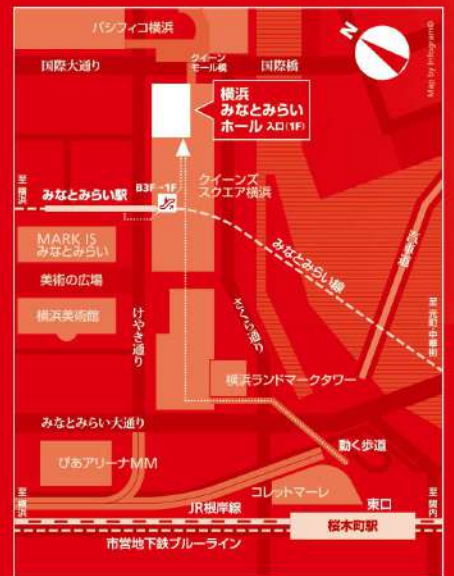 パシフィコ横浜
N
Map by Infogram©
国際大通り
クイーン
モール橋
国際橋
横浜
みなとみらい
ホール 入口(1F)
至 横浜
みなとみらい駅
B3F→1F
クイーンズ
スクエア横浜
MARK IS
みなとみらい
みなとみらい線
汽車道
美術の広場
横浜美術館
けやき通り
さくら通り
至 元町・中華街
横浜ランドマークタワー
みなとみらい大通り
動く歩道
ぴあアリーナMM
コレットマーレ
東口
至 横浜
JR根岸線
桜木町駅
至 関内
市営地下鉄ブルーライン